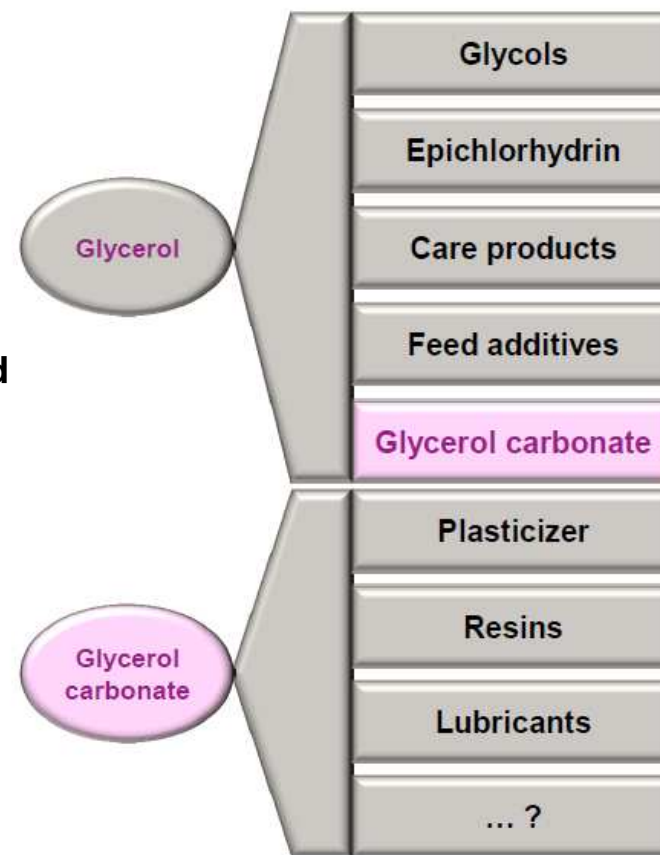 Glycols
Epichlorhydrin
Glycerol
Care products
Feed additives
d
Glycerol carbonate
Plasticizer
Resins
Glycerol
carbonate
Lubricants
... ?